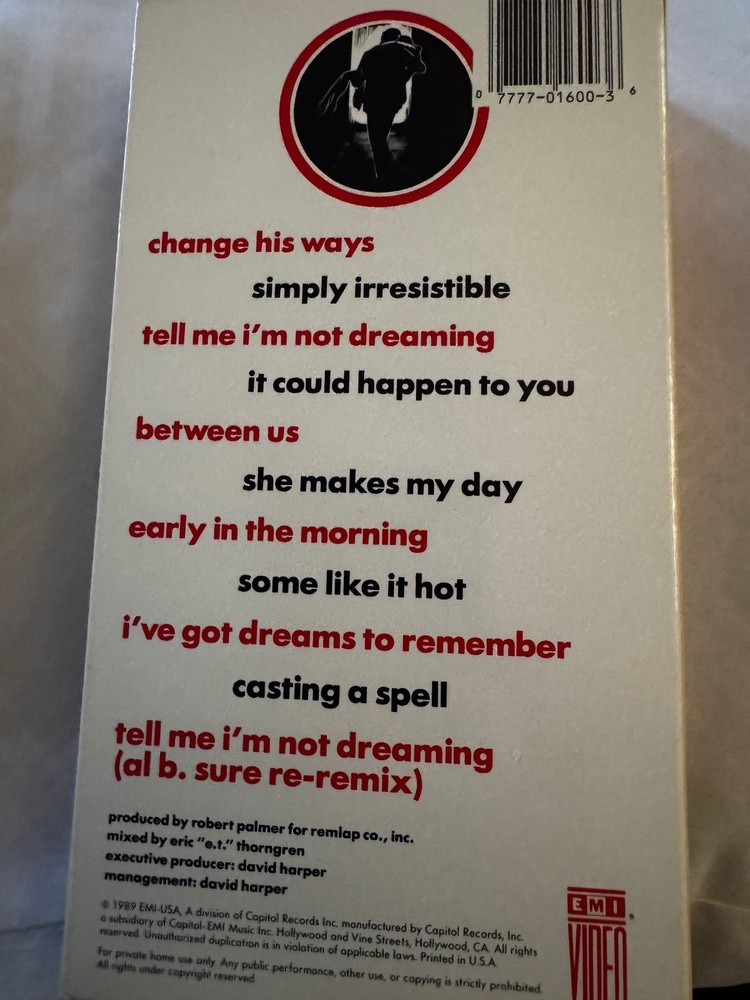 0 7777-01600-3 6
change his ways
simply irresistible
tell me i'm not dreaming
it could happen to you
between us
she makes my day
early in the morning
some like it hot
i've got dreams to remember
casting a spell
tell me i'm not dreaming
(al b. sure re-remix)
produced by robert palmer for remlap co., inc.
mixed by eric "e.t." thorngren
executive producer: david harper
management: david harper
© 1989 EMI-USA, A division of Capitol Records Inc. manufactured by Capitol Records, Inc.
a subsidiary of Capitol-EMI Music Inc. Hollywood and Vine Streets, Hollywood, CA. All rights
reserved. Unauthorized duplication is in violation of applicable laws. Printed in U.S.A.
For private home use only. Any public performance, other use, or copying is strictly prohibited.
All rights under copyright reserved.
EMI
VIDEO